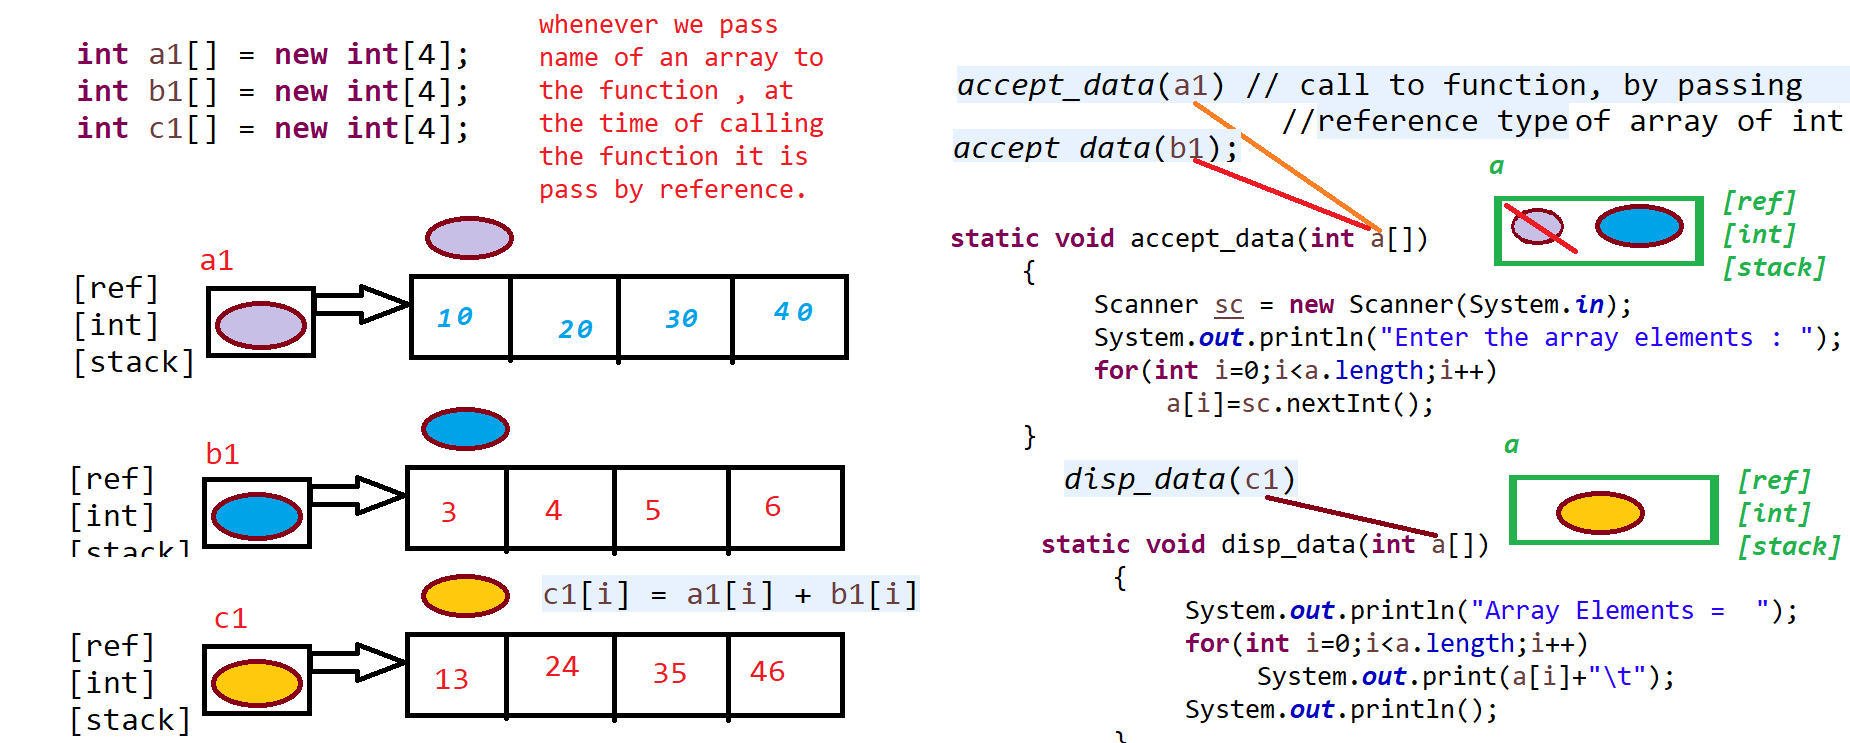 int a1[] = new int[4];
int b1[] = new int[4];
int c1[] = new int[4];
whenever we pass
name of an array to
the function , at
the time of calling
the function it is
pass by reference.
a1
[ref]
[int]
[stack]
10 20 30 40
b1
[ref]
[int]
[stack]
3 4 5 6
c1[i] = a1[i] + b1[i]
c1
[ref]
[int]
[stack]
13 24 35 46
accept_data(a1) // call to function, by passing
//reference type of array of int
accept data(b1);
a
[ref]
[int]
[stack]
static void accept_data(int a[])
{
Scanner sc = new Scanner(System.in);
System.out.println("Enter the array elements : ");
for(int i=0;i<a.length;i++)
a[i]=sc.nextInt();
}
disp_data(c1)
a
[ref]
[int]
[stack]
static void disp_data(int a[])
{
System.out.println("Array Elements =  ");
for(int i=0;i<a.length;i++)
System.out.print(a[i]+"\t");
System.out.println();
}